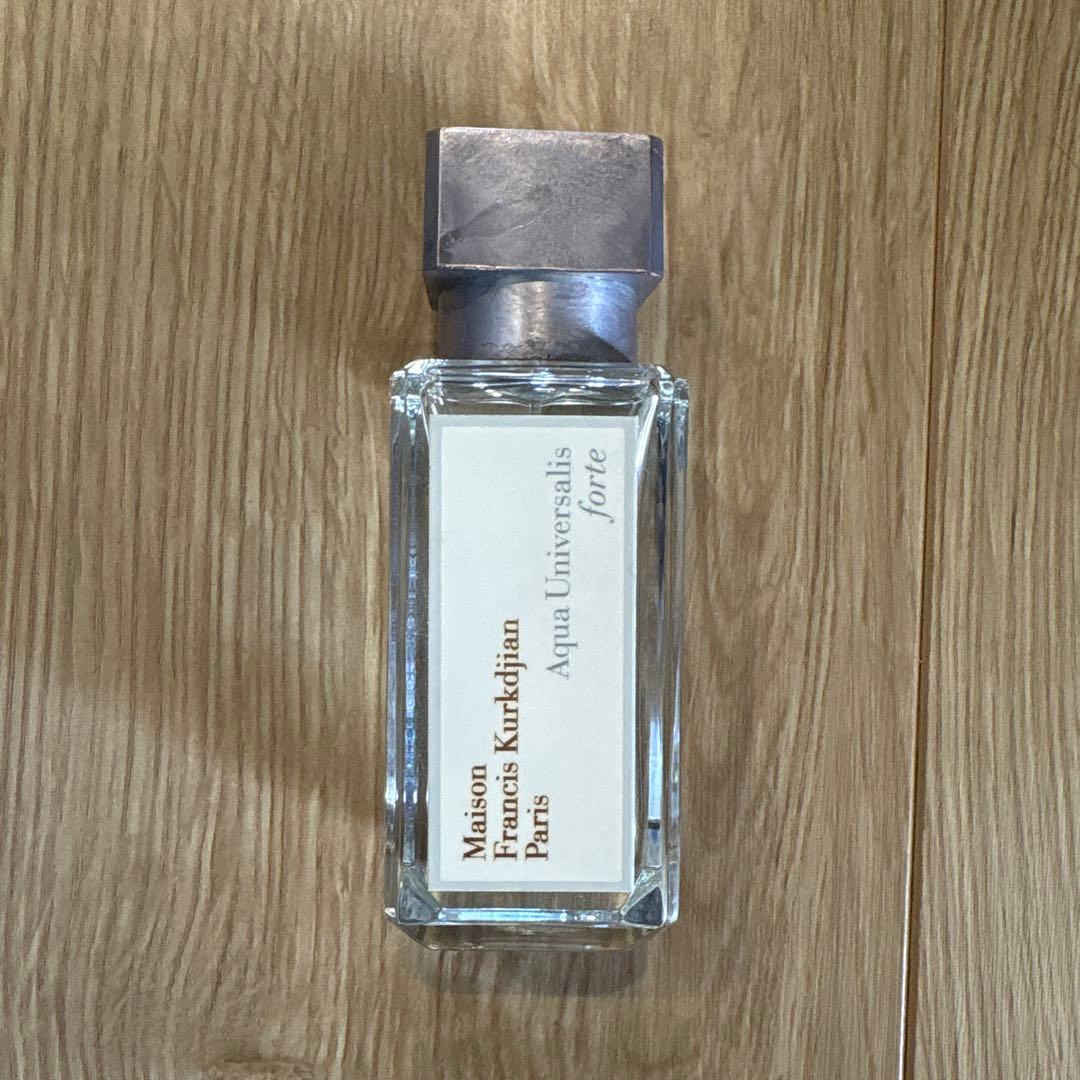 Maison
Francis Kurkdjian
Paris
Aqua Universalis
forte